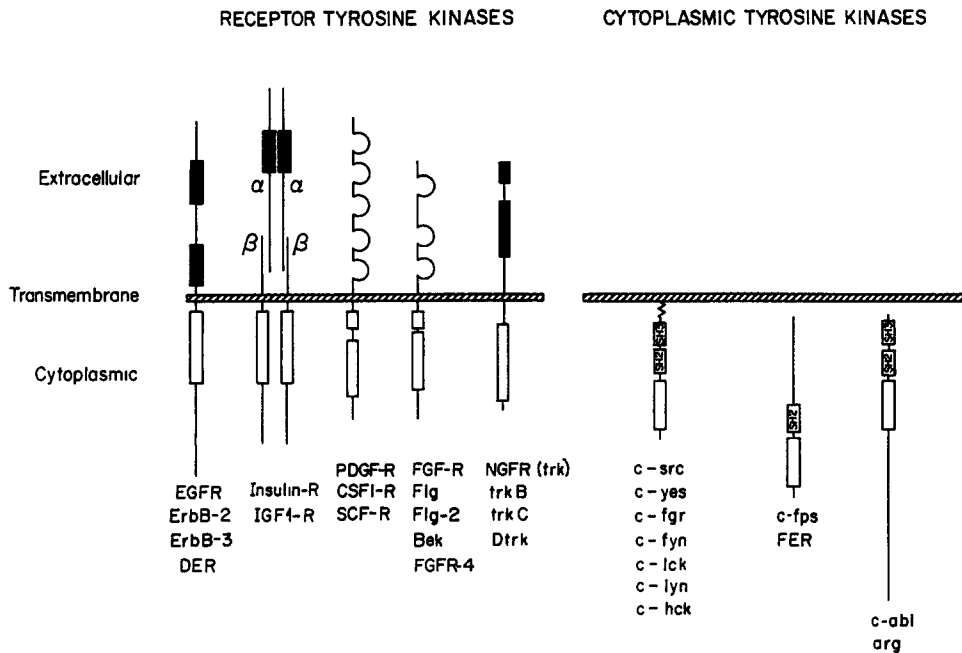 RECEPTOR TYROSINE KINASES
CYTOPLASMIC TYROSINE KINASES
Extracellular
α α
β β
Transmembrane
Cytoplasmic
SH3
SH2
SH2
SH3
SH2
EGFR
ErbB-2
ErbB-3
DER
Insulin-R
IGF1-R
PDGF-R
CSF1-R
SCF-R
FGF-R
Flg
Flg-2
Bek
FGFR-4
NGFR (trk)
trk B
trk C
Dtrk
c-src
c-yes
c-fgr
c-fyn
c-lck
c-lyn
c-hck
c-fps
FER
c-abl
arg